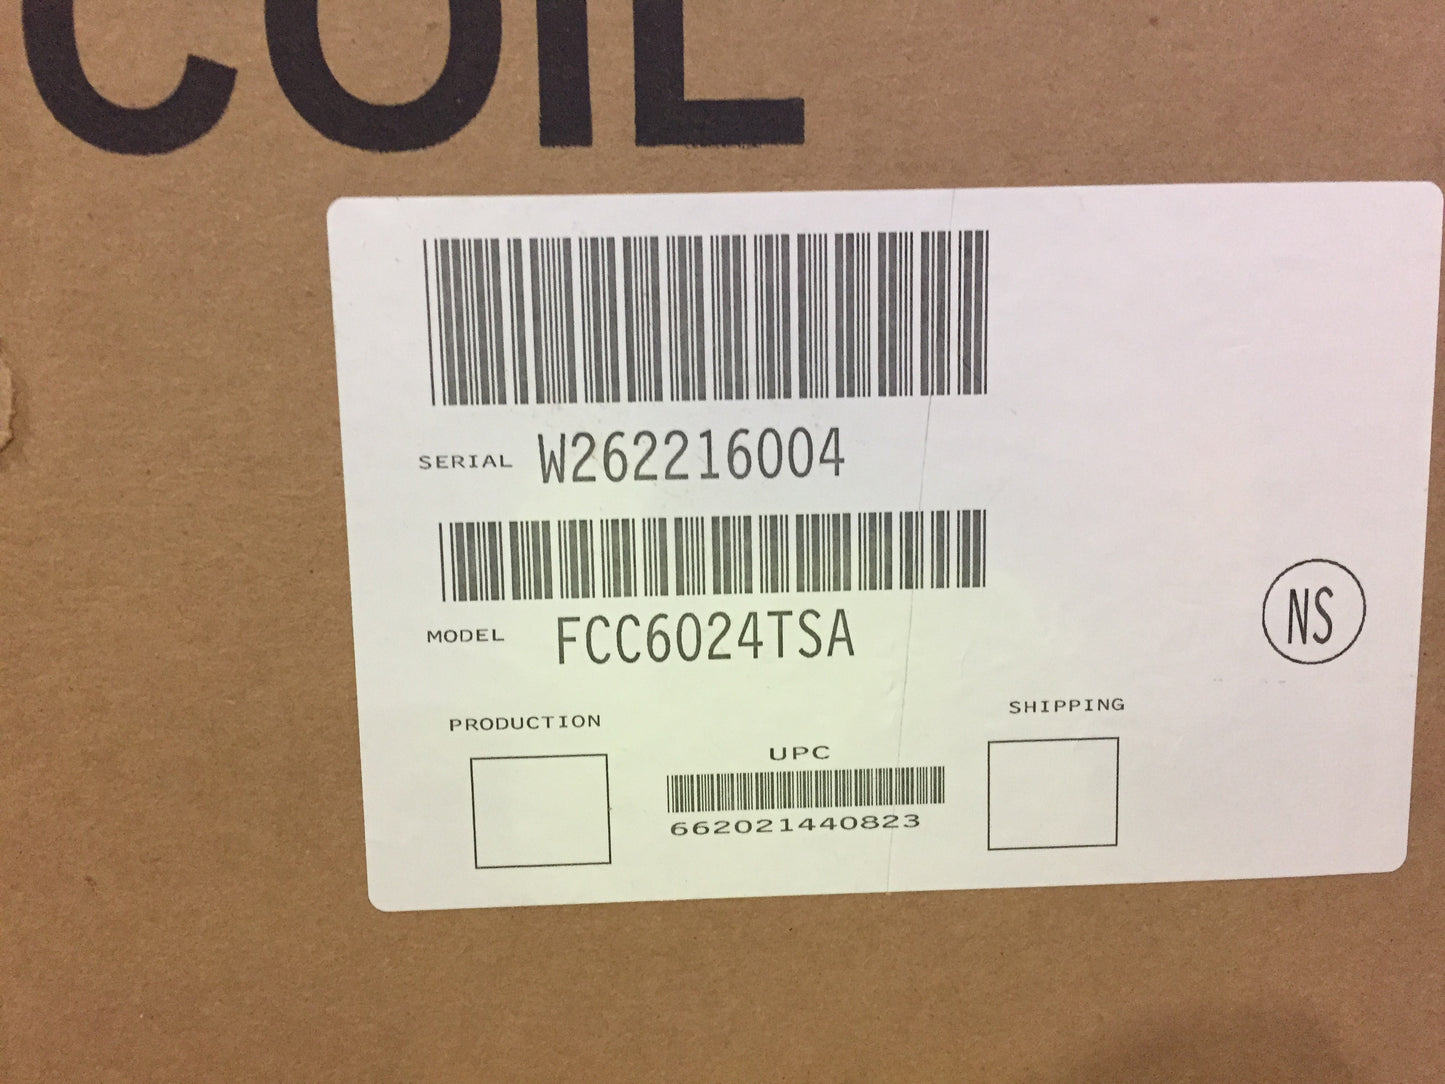 COIL
SERIAL W262216004
MODEL FCC6024TSA
NS
PRODUCTION
SHIPPING
UPC
662021440823